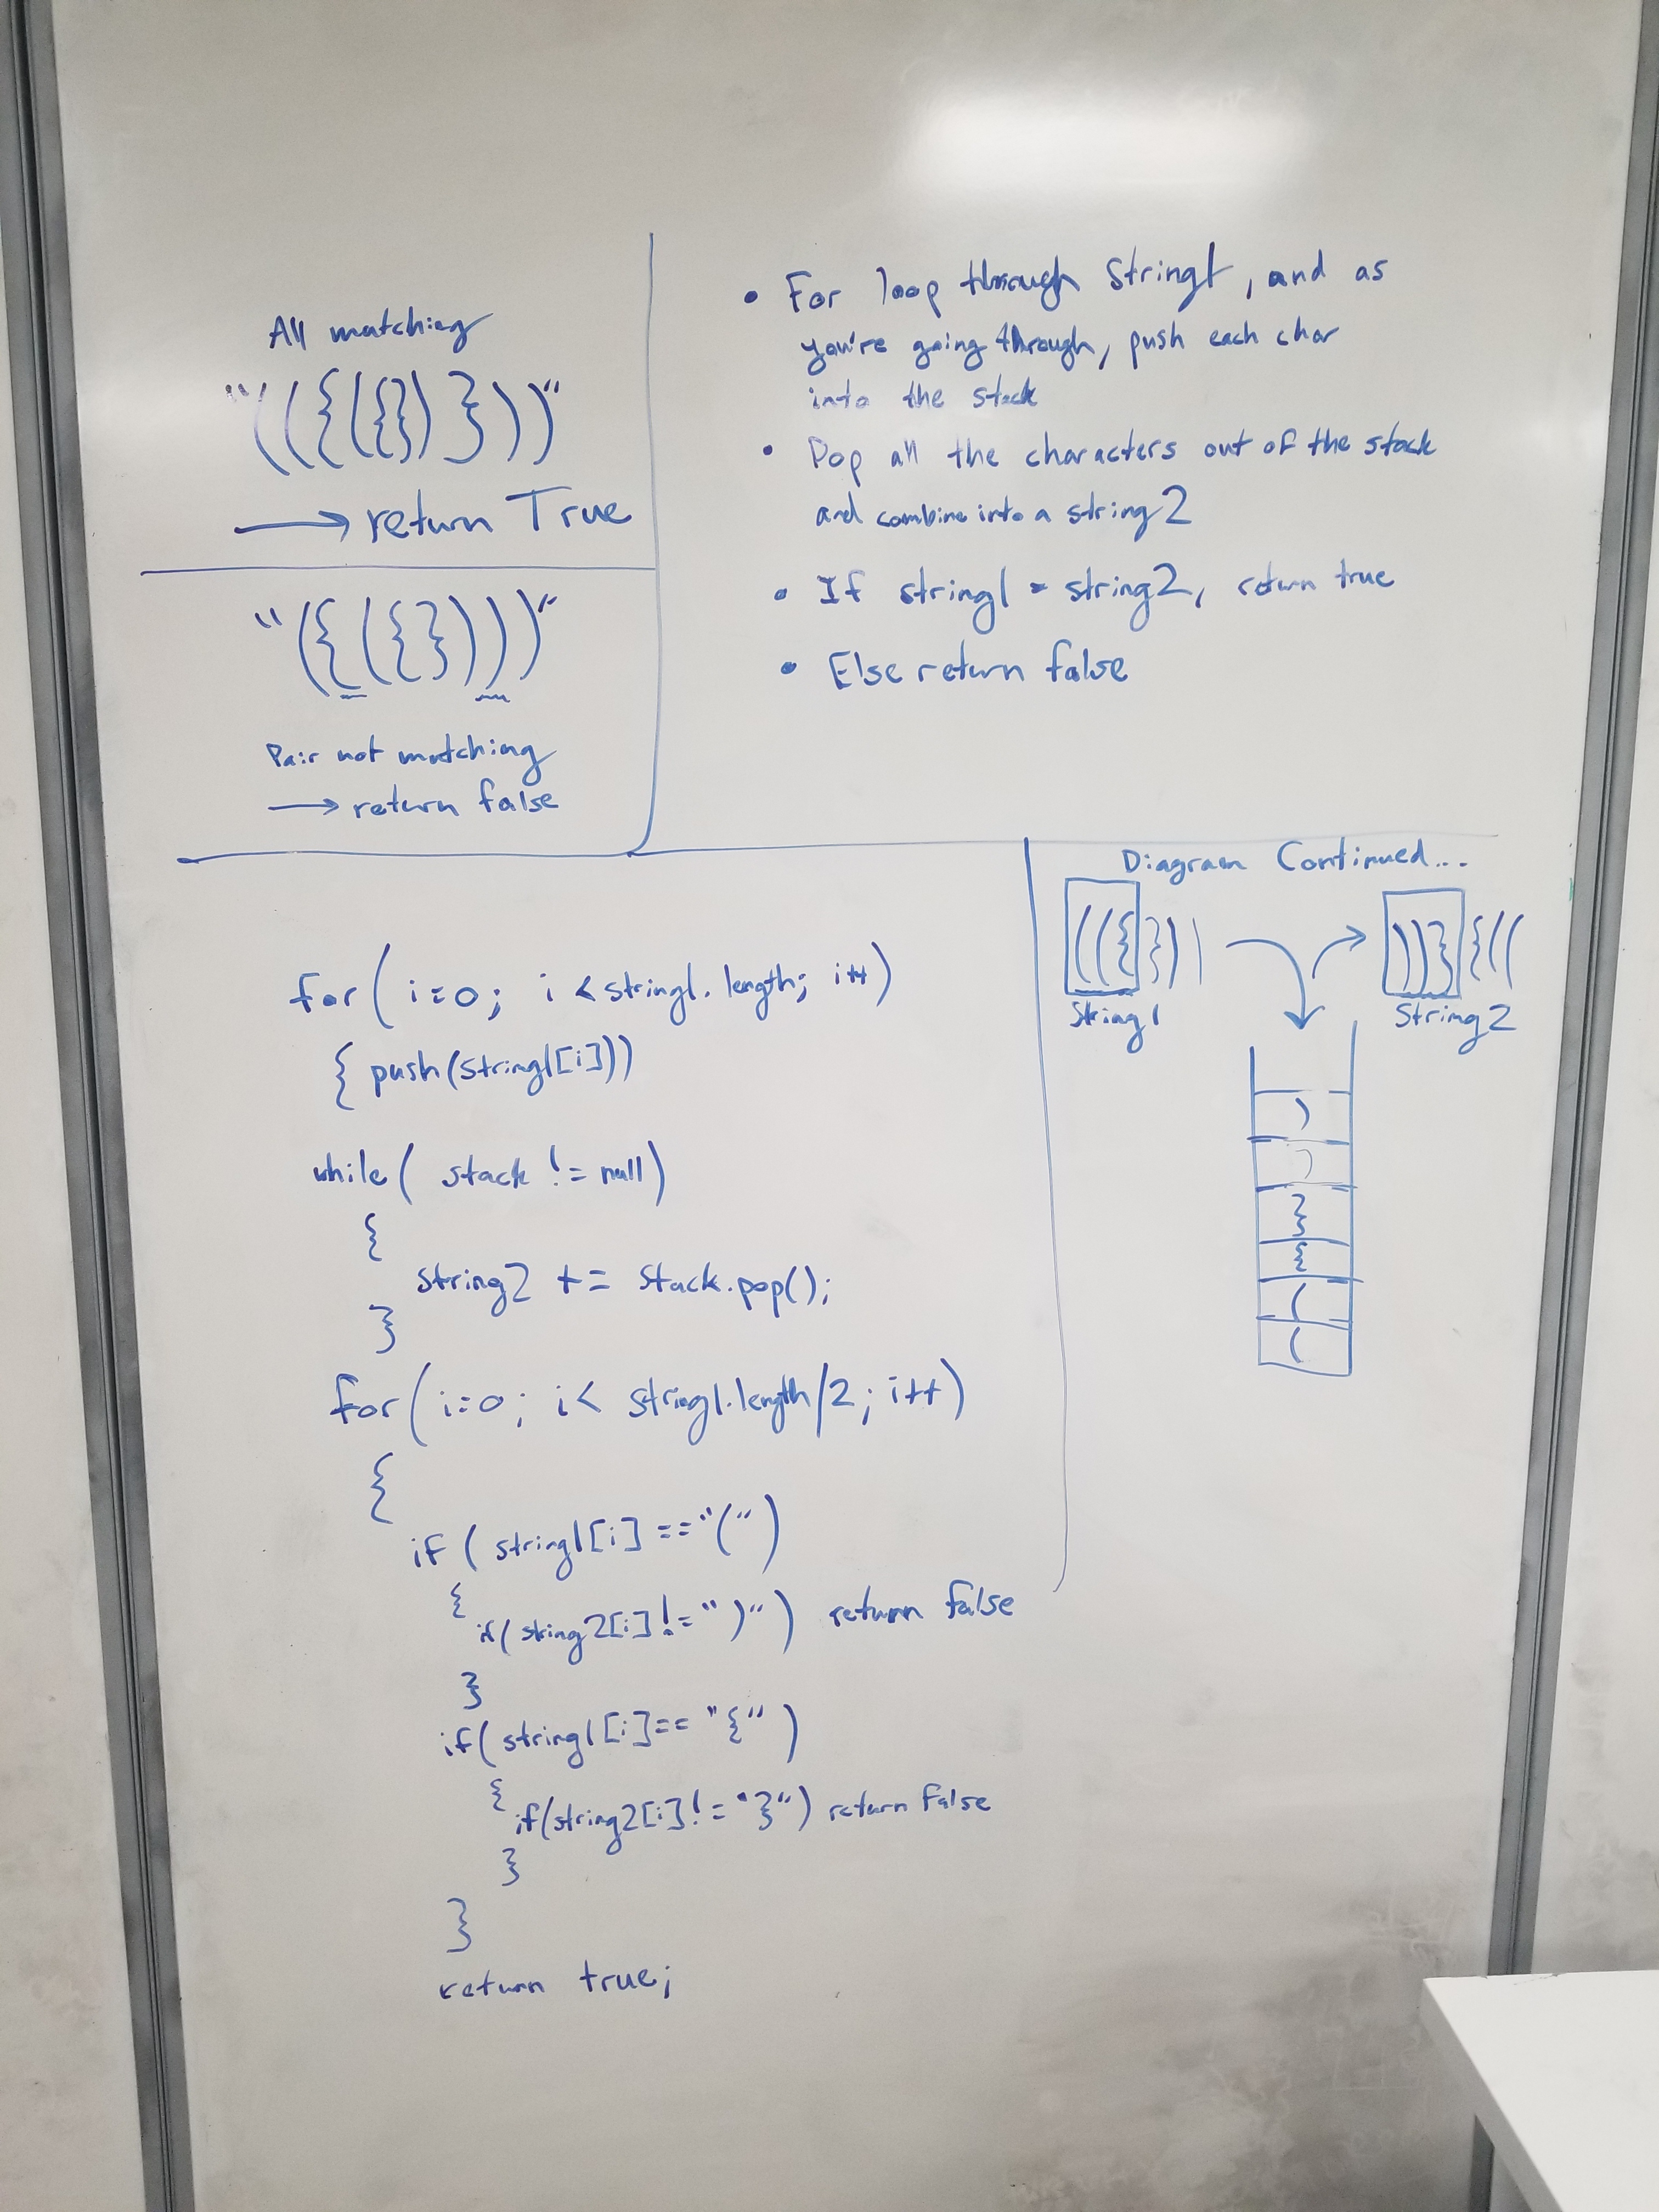 All matching
"(({({})}))"
→ return True
"({({})))"
Pair not matching
→ return false
• For loop through String1, and as
you're going through, push each char
into the stack
• Pop all the characters out of the stack
and combine into a string2
• If string1 = string2, return true
• Else return false
for( i=0; i < string1.length; i++)
{ push(string1[i]))
while( stack != null)
{
string2 += stack.pop();
}
for( i=0; i< string1.length/2; i++)
{
if ( string1[i] =="(")
{
if( string2[i] != ")") return false
}
if( string1[i]== "{" )
{
if(string2[i] != "}") return false
}
}
return true;
Diagram Continued...
(({})) → ))}{((
String1 String2
)
)
}
{
(
(